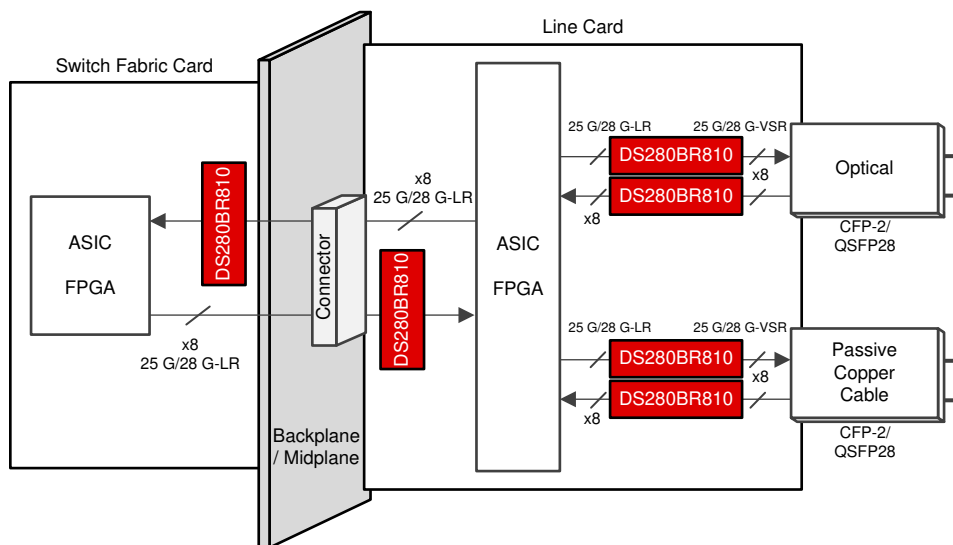 Switch Fabric Card
Line Card
ASIC
FPGA
DS280BR810
x8
25 G/28 G-LR
Backplane
/ Midplane
Connector
x8
25 G/28 G-LR
DS280BR810
ASIC
FPGA
25 G/28 G-LR
25 G/28 G-VSR
DS280BR810
x8
DS280BR810
x8
Optical
CFP-2/
QSFP28
25 G/28 G-LR
25 G/28 G-VSR
DS280BR810
x8
DS280BR810
x8
Passive
Copper
Cable
CFP-2/
QSFP28